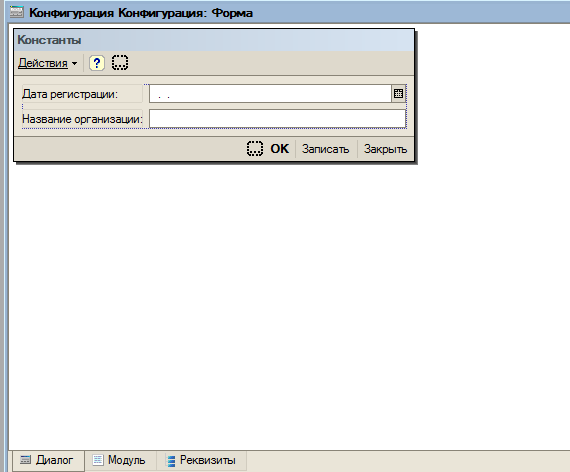 Конфигурация Конфигурация: Форма
Константы
Действия ?
Дата регистрации: . .
Название организации:
OK Записать Закрыть
Диалог Модуль Реквизиты